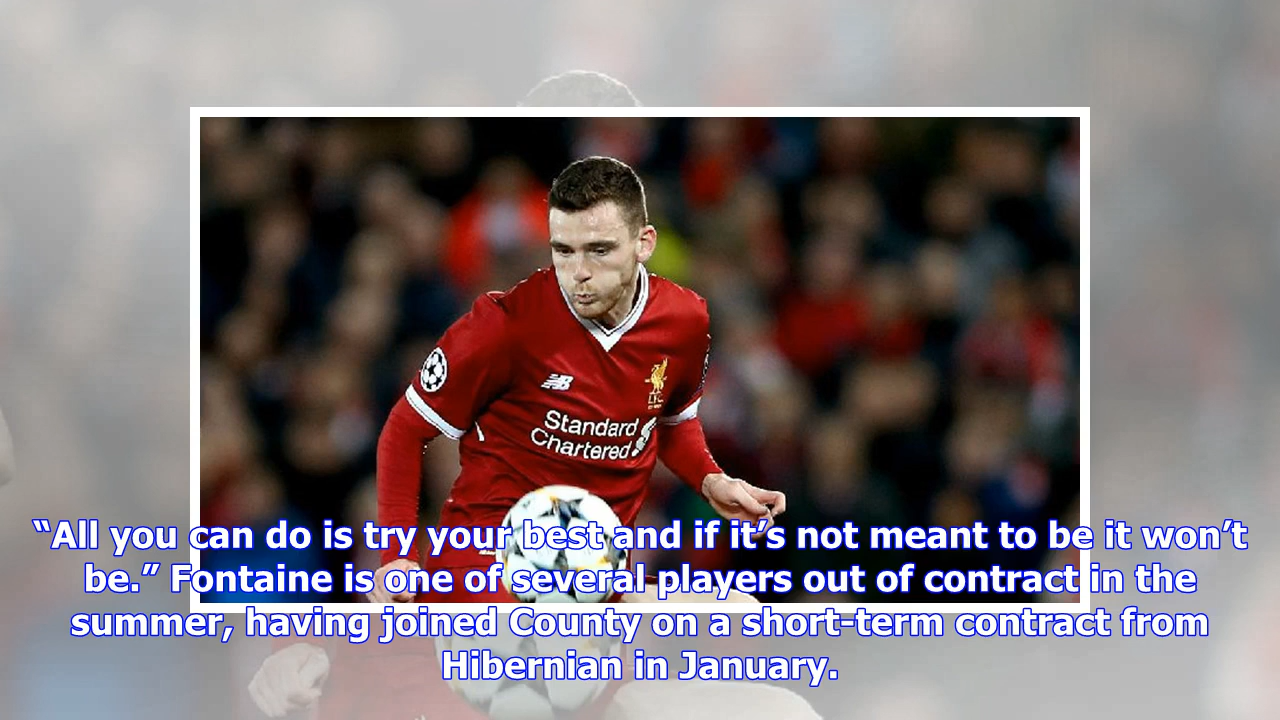 Standard
Chartered
LFC
“All you can do is try your best and if it’s not meant to be it won’t
be.” Fontaine is one of several players out of contract in the
summer, having joined County on a short-term contract from
Hibernian in January.